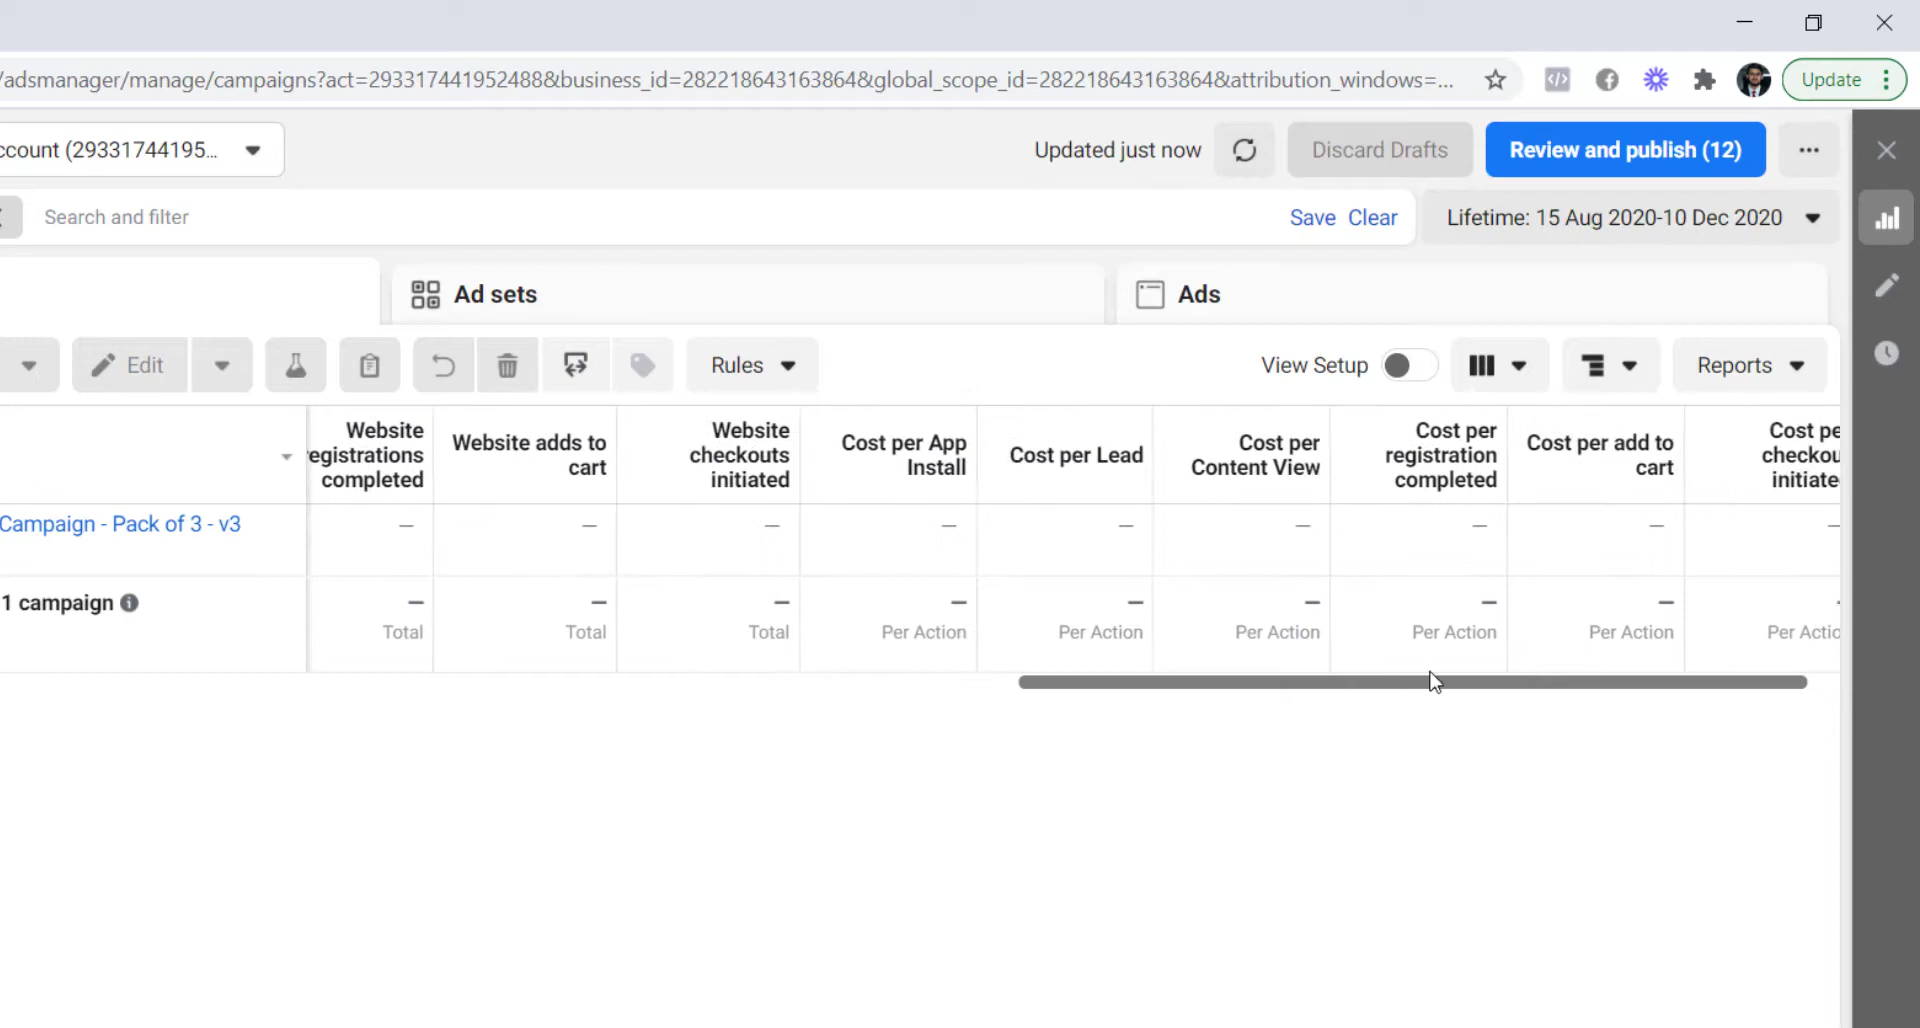 /adsmanager/manage/campaigns?act=293317441952488&business_id=282218643163864&global_scope_id=282218643163864&attribution_windows=...
Update
ccount (29331744195...
Updated just now
Discard Drafts
Review and publish (12)
Search and filter
Save
Clear
Lifetime: 15 Aug 2020-10 Dec 2020
Ad sets
Ads
Edit
Rules
View Setup
Reports
Website
egistrations
completed
Website adds to
cart
Website
checkouts
initiated
Cost per App
Install
Cost per Lead
Cost per
Content View
Cost per
registration
completed
Cost per add to
cart
Cost pe
checkou
initiate
Campaign - Pack of 3 - v3
— — — — — — — — —
1 campaign
— — — — — — — —
Total
Total
Total
Per Action
Per Action
Per Action
Per Action
Per Action
Per Actio